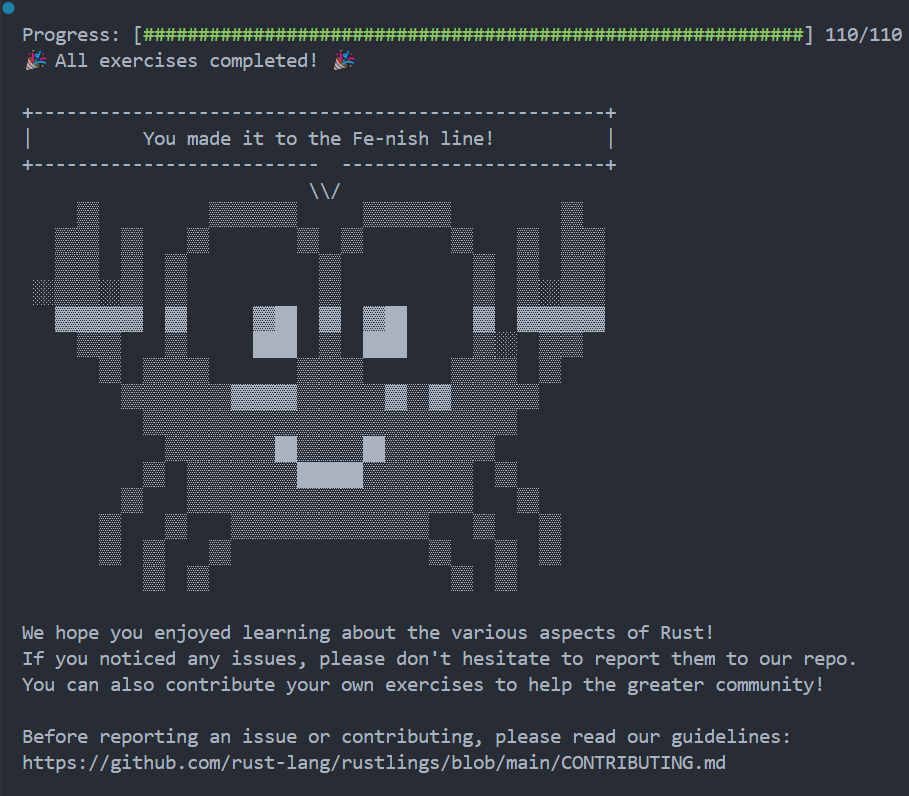 Progress: [############################################################] 110/110
🎉 All exercises completed! 🎉
+----------------------------------------------------+
|          You made it to the Fe-nish line!          |
+--------------------------  ------------------------+
\\/
We hope you enjoyed learning about the various aspects of Rust!
If you noticed any issues, please don't hesitate to report them to our repo.
You can also contribute your own exercises to help the greater community!
Before reporting an issue or contributing, please read our guidelines:
https://github.com/rust-lang/rustlings/blob/main/CONTRIBUTING.md